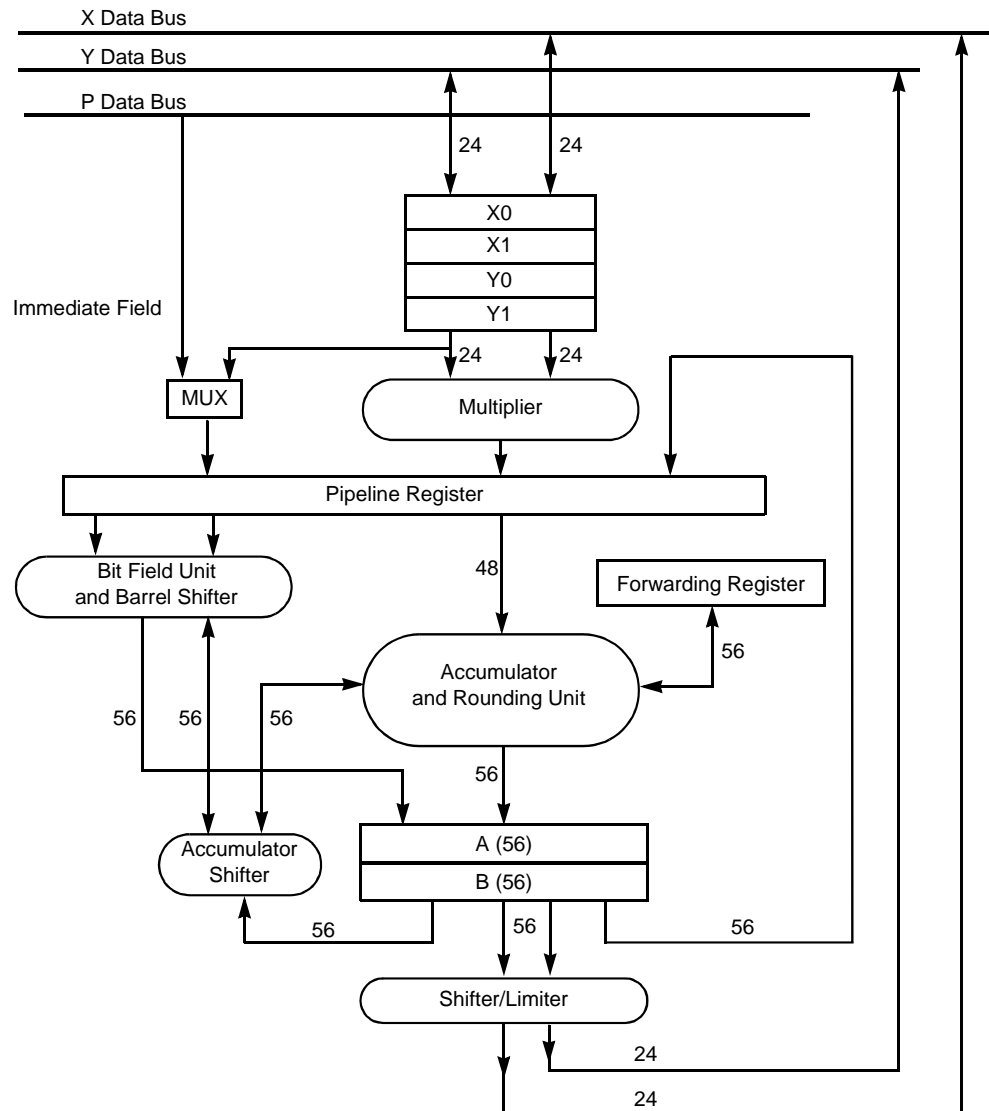 X Data Bus
Y Data Bus
P Data Bus
24
24
X0
X1
Y0
Y1
Immediate Field
24
24
MUX
Multiplier
Pipeline Register
Bit Field Unit
and Barrel Shifter
48
Forwarding Register
56
Accumulator
and Rounding Unit
56
56
56
56
A (56)
B (56)
Accumulator
Shifter
56
56
56
Shifter/Limiter
24
24